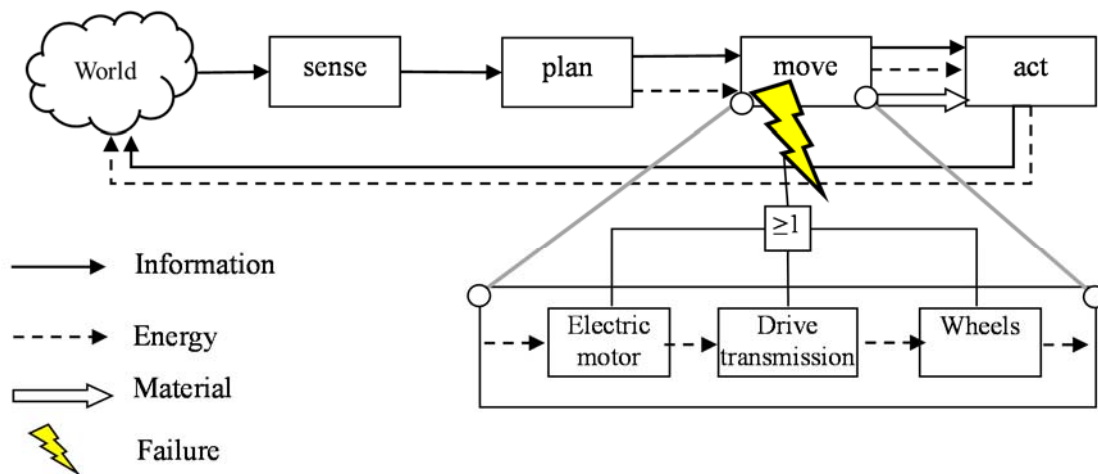 World
sense
plan
move
act
≥1
Information
Energy
Material
Failure
Electric
motor
Drive
transmission
Wheels